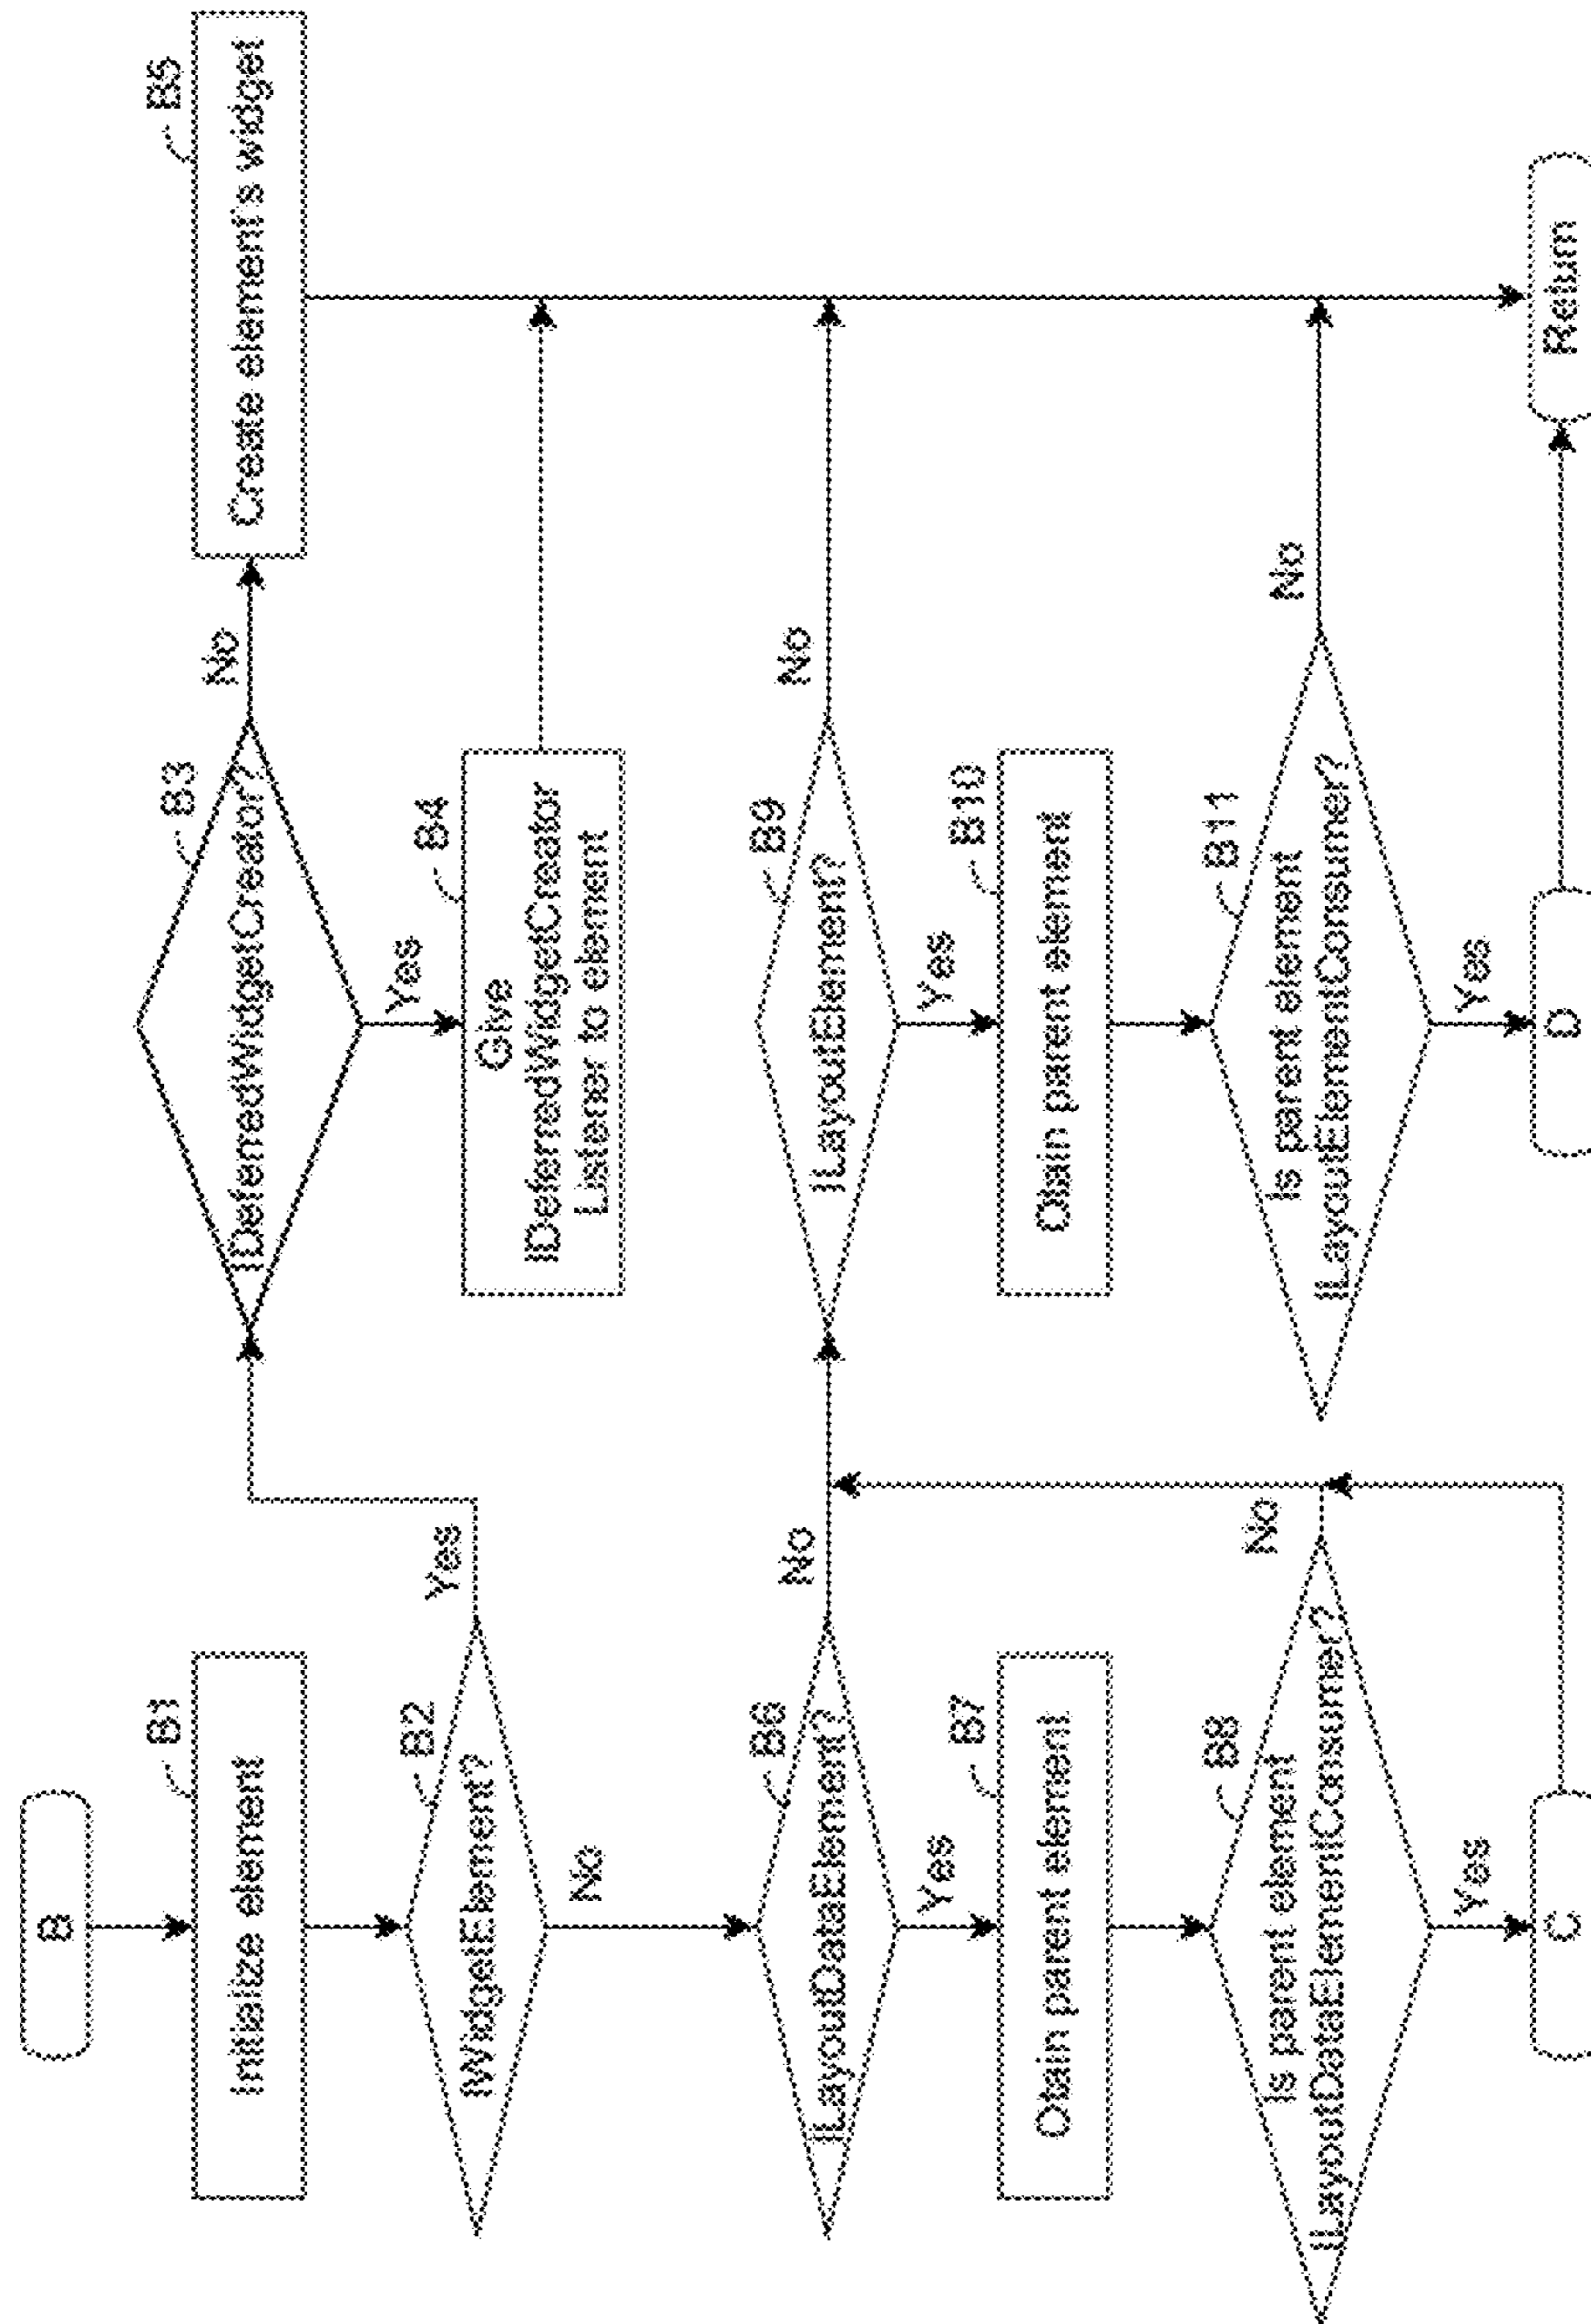 B
B1
Initialize element
B2
IWidgetElement?
Yes
No
B3
IDeferredWidgetCreator?
No
Yes
B4
Give
IDeferredWidgetCreator
Listener to element
B5
Create element's widget
B6
ILayoutDataElement?
No
Yes
B7
Obtain parent element
B8
Is parent element
ILayoutDataElementConsumer?
No
Yes
C
B9
ILayoutElement?
No
Yes
B10
Obtain parent element
B11
Is parent element
ILayoutElementConsumer?
No
Yes
D
Return